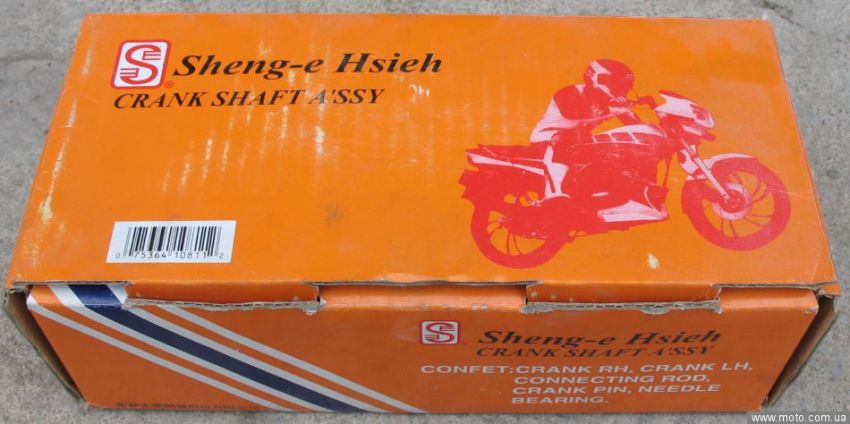 Sheng-e Hsieh
CRANK SHAFT A'SSY
0 75364 10811 2
Sheng-e Hsieh
CRANK SHAFT A'SSY
CONFET:CRANK RH, CRANK LH,
CONNECTING ROD,
CRANK PIN, NEEDLE
BEARING.
www.moto.com.ua